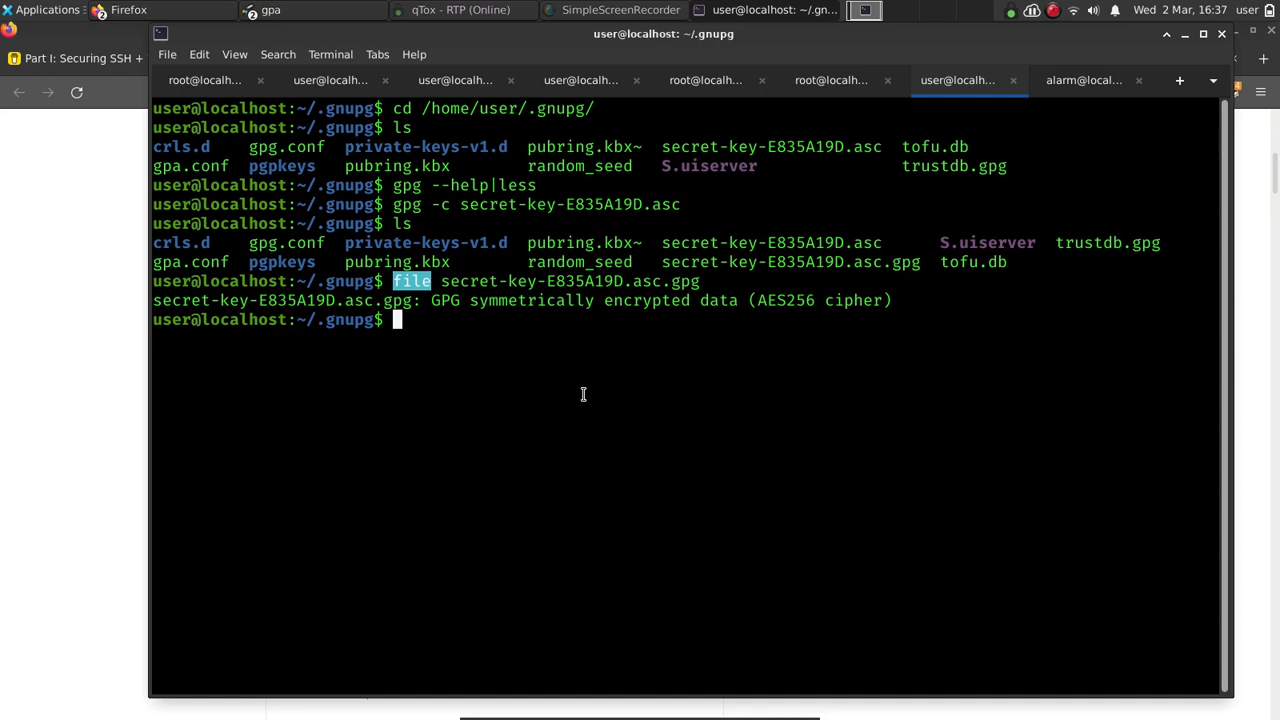 Applications Firefox 2 gpa 2 qTox - RTP (Online) SimpleScreenRecorder user@localhost: ~/.gn... Wed 2 Mar, 16:37 user
user@localhost: ~/.gnupg
Part I: Securing SSH +
File Edit View Search Terminal Tabs Help
root@localh... user@localh... user@localh... user@localh... root@localh... root@localh... user@localh... alarm@local...
user@localhost:~/.gnupg$ cd /home/user/.gnupg/
user@localhost:~/.gnupg$ ls
crls.d gpg.conf private-keys-v1.d pubring.kbx~ secret-key-E835A19D.asc tofu.db
gpa.conf pgpkeys pubring.kbx random_seed S.uiserver trustdb.gpg
user@localhost:~/.gnupg$ gpg --help|less
user@localhost:~/.gnupg$ gpg -c secret-key-E835A19D.asc
user@localhost:~/.gnupg$ ls
crls.d gpg.conf private-keys-v1.d pubring.kbx~ secret-key-E835A19D.asc S.uiserver trustdb.gpg
gpa.conf pgpkeys pubring.kbx random_seed secret-key-E835A19D.asc.gpg tofu.db
user@localhost:~/.gnupg$ file secret-key-E835A19D.asc.gpg
secret-key-E835A19D.asc.gpg: GPG symmetrically encrypted data (AES256 cipher)
user@localhost:~/.gnupg$